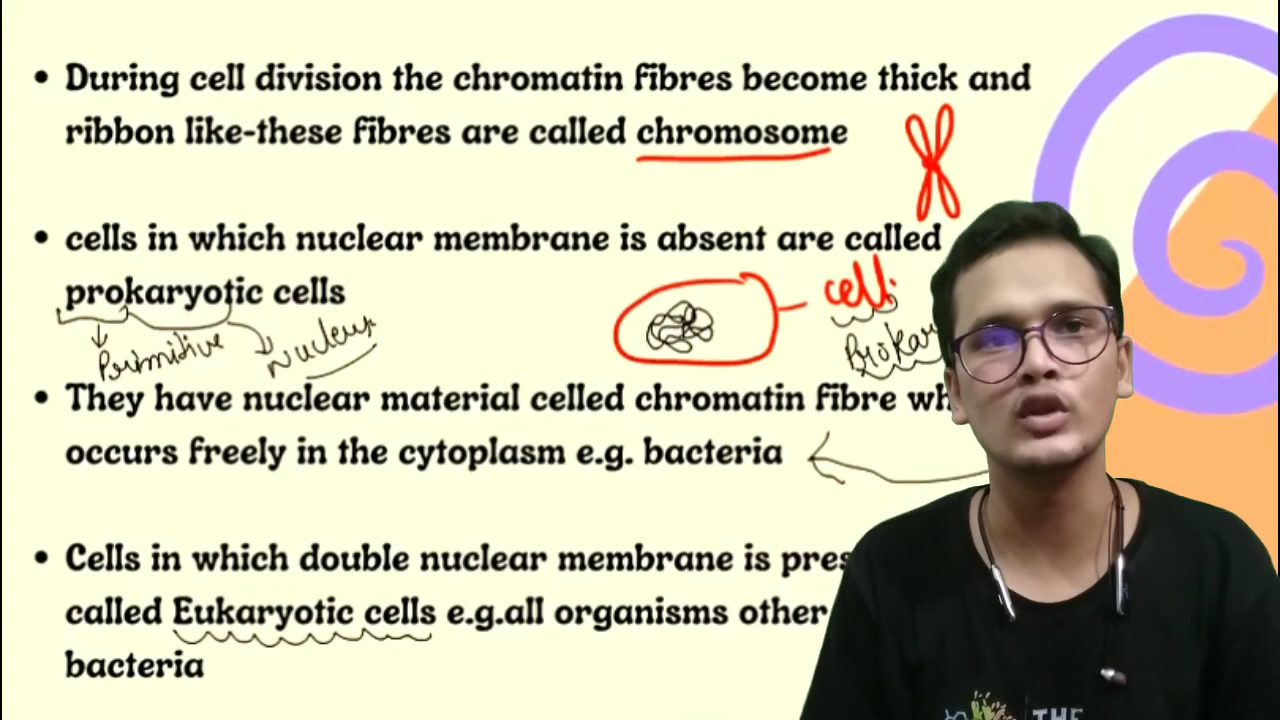 • During cell division the chromatin fibres become thick and
ribbon like-these fibres are called chromosome
• cells in which nuclear membrane is absent are called
prokaryotic cells
cell
Primidive
Nucleus
Prokar
• They have nuclear material celled chromatin fibre wh
occurs freely in the cytoplasm e.g. bacteria
• Cells in which double nuclear membrane is pres
called Eukaryotic cells e.g.all organisms other
bacteria
THE